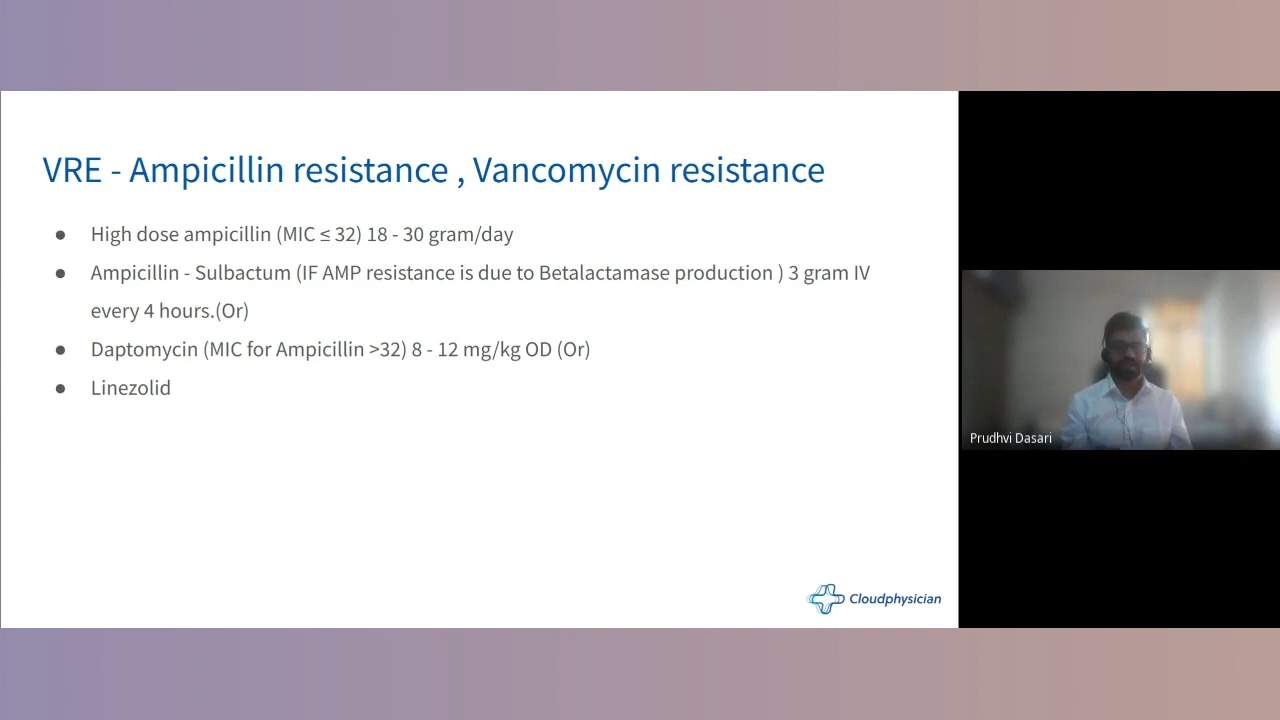 VRE - Ampicillin resistance , Vancomycin resistance
● High dose ampicillin (MIC ≤ 32) 18 - 30 gram/day
● Ampicillin - Sulbactum (IF AMP resistance is due to Betalactamase production ) 3 gram IV
every 4 hours.(Or)
● Daptomycin (MIC for Ampicillin >32) 8 - 12 mg/kg OD (Or)
● Linezolid
Prudhvi Dasari
Cloudphysician